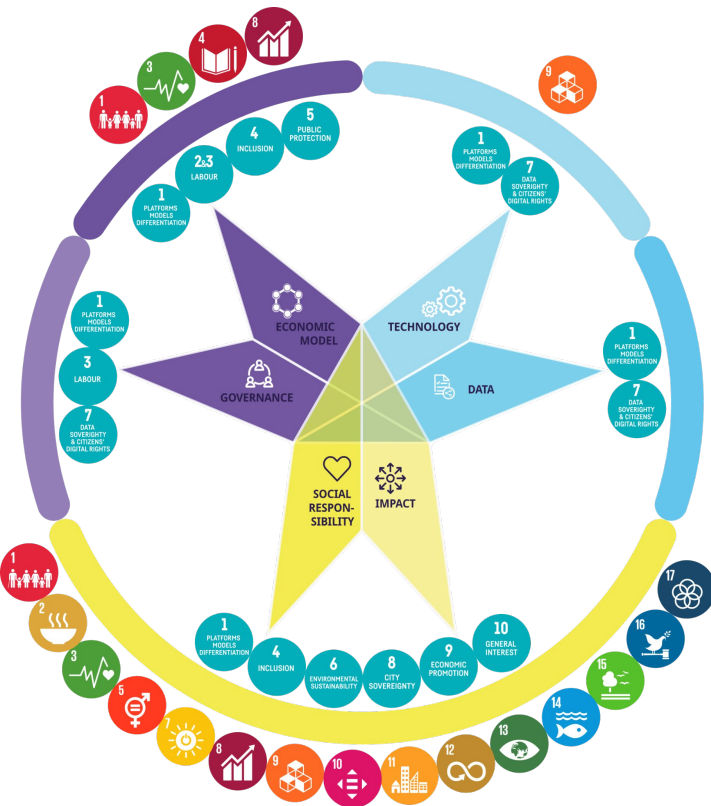 8
4
3
1
9
5
PUBLIC
PROTECTION
4
INCLUSION
2&3
LABOUR
1
PLATFORMS
MODELS
DIFFERENTIATION
1
PLATFORMS
MODELS
DIFFERENTIATION
7
DATA
SOVERIGHTY
& CITIZENS'
DIGITAL RIGHTS
ECONOMIC
MODEL
TECHNOLOGY
1
PLATFORMS
MODELS
DIFFERENTIATION
3
LABOUR
7
DATA
SOVERIGHTY
& CITIZENS'
DIGITAL RIGHTS
GOVERNANCE
DATA
1
PLATFORMS
MODELS
DIFFERENTIATION
7
DATA
SOVERIGHTY
& CITIZENS'
DIGITAL RIGHTS
SOCIAL
RESPON-
SIBILITY
IMPACT
1
PLATFORMS
MODELS
DIFFERENTIATION
4
INCLUSION
6
ENVIRONMENTAL
SUSTAINABILITY
8
CITY
SOVEREIGNTY
9
ECONOMIC
PROMOTION
10
GENERAL
INTEREST
1
2
3
5
7
8
9
10
11
12
13
14
15
16
17